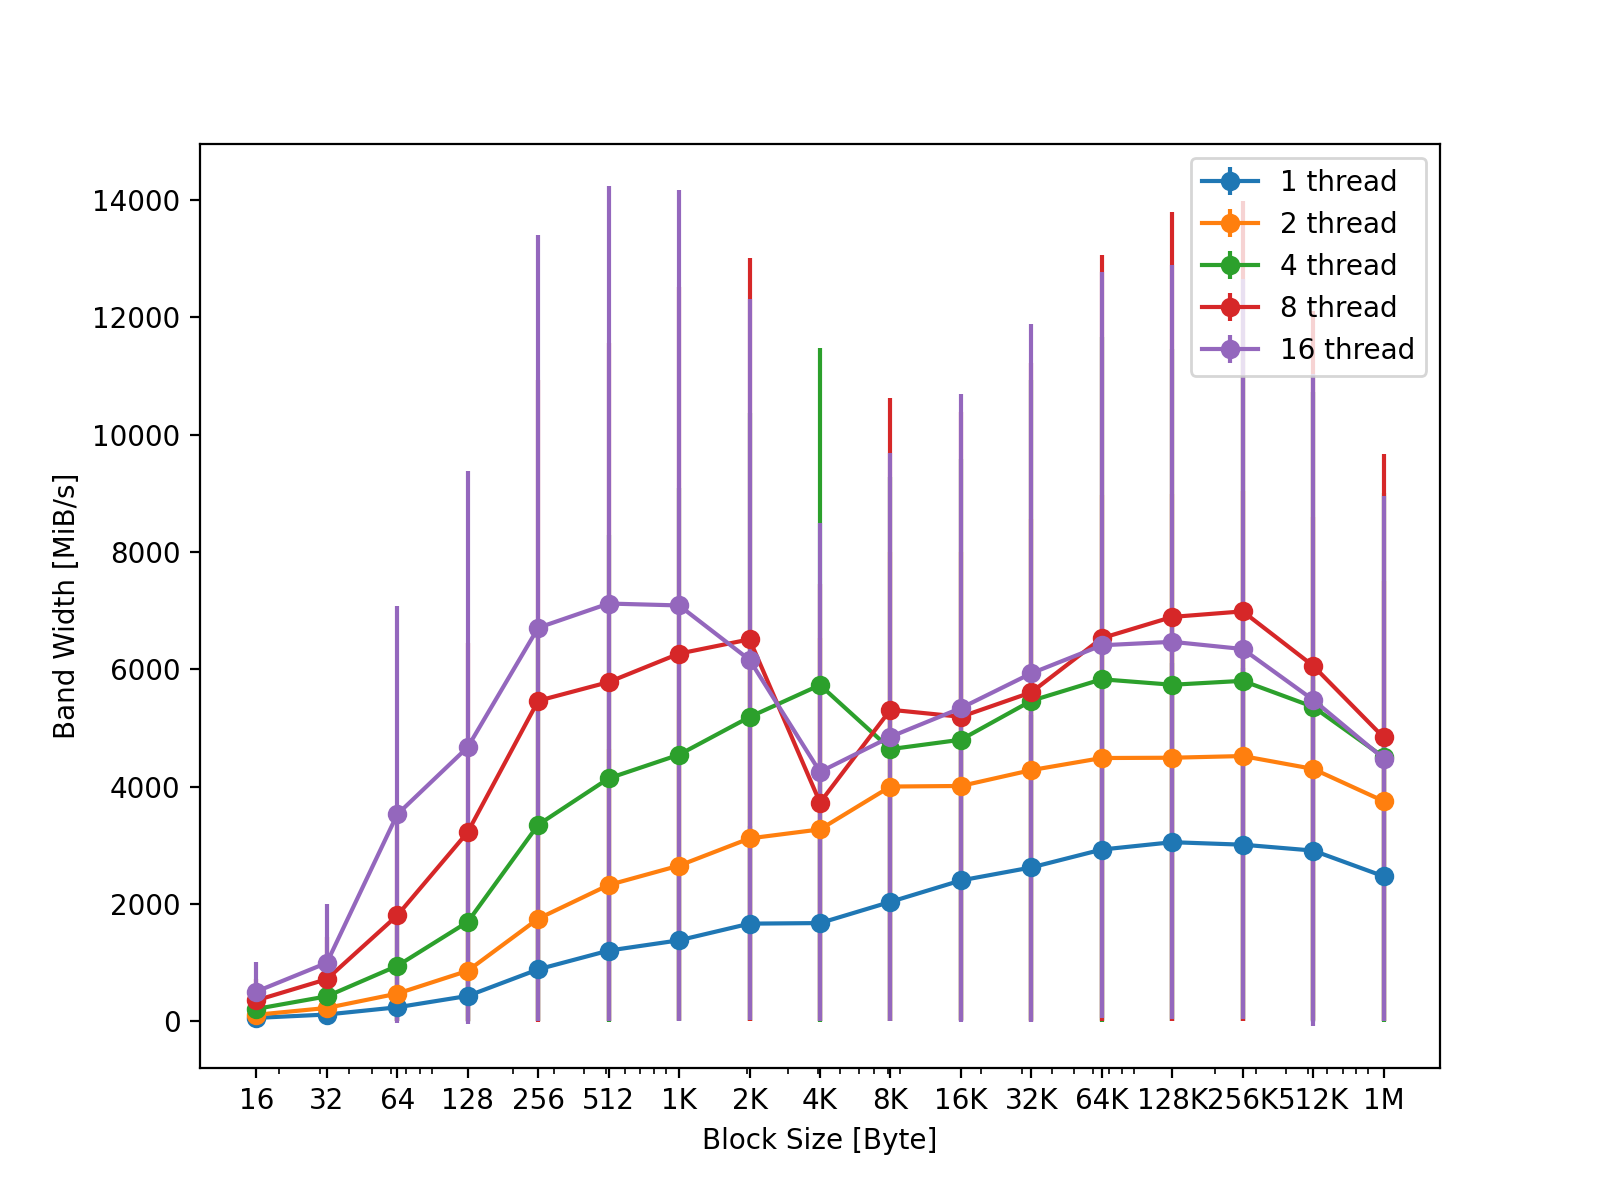 14000
12000
10000
8000
6000
4000
2000
0
Band Width [MiB/s]
1 thread
2 thread
4 thread
8 thread
16 thread
16 32 64 128 256 512 1K 2K 4K 8K 16K 32K 64K 128K 256K 512K 1M
Block Size [Byte]